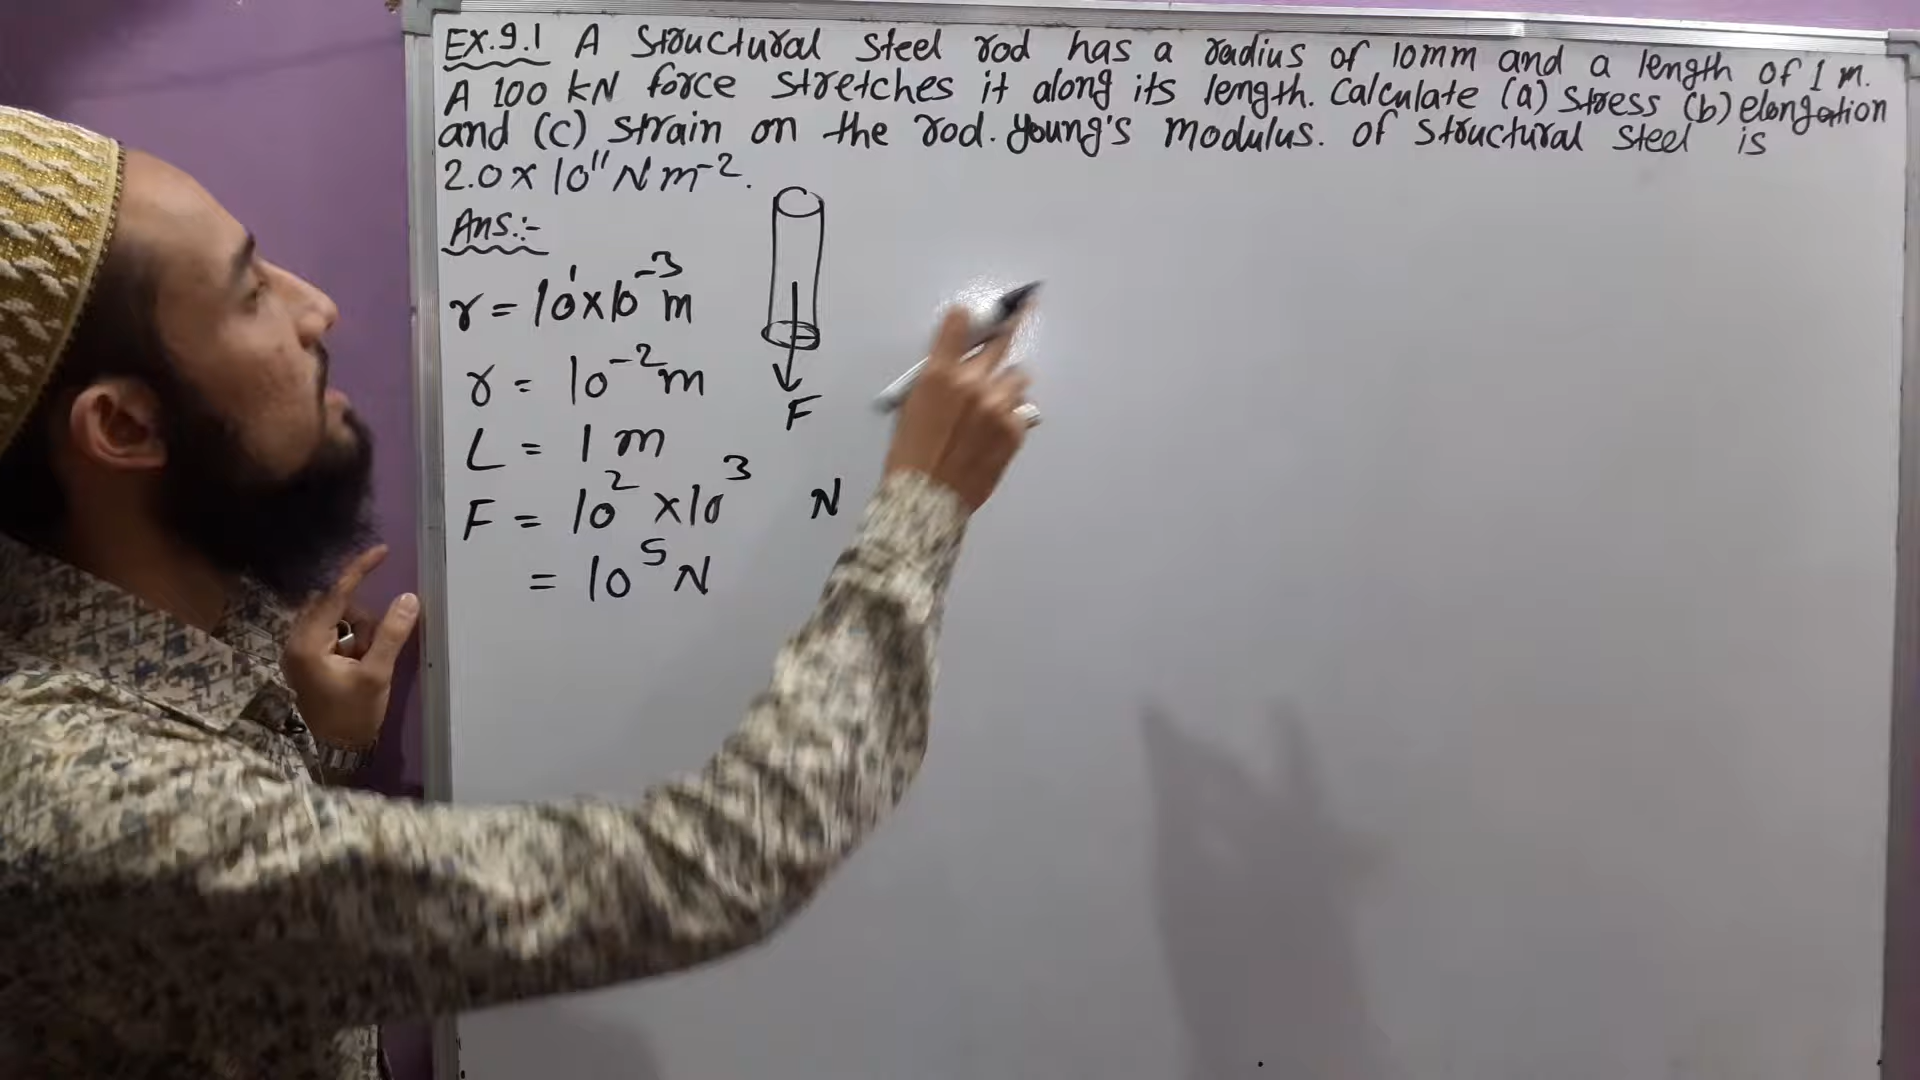 Ex.9.1 A Structural Steel rod has a radius of 10mm and a length of 1 m.
A 100 kN force stretches it along its length. Calculate (a) Stress (b) elongation
and (c) strain on the rod. Young's Modulus. of structural steel is
2.0 × 10¹¹ N m⁻².
Ans:-
r = 10¹ × 10⁻³ m
r = 10⁻² m
F
L = 1 m
F = 10² × 10³ N
= 10⁵ N